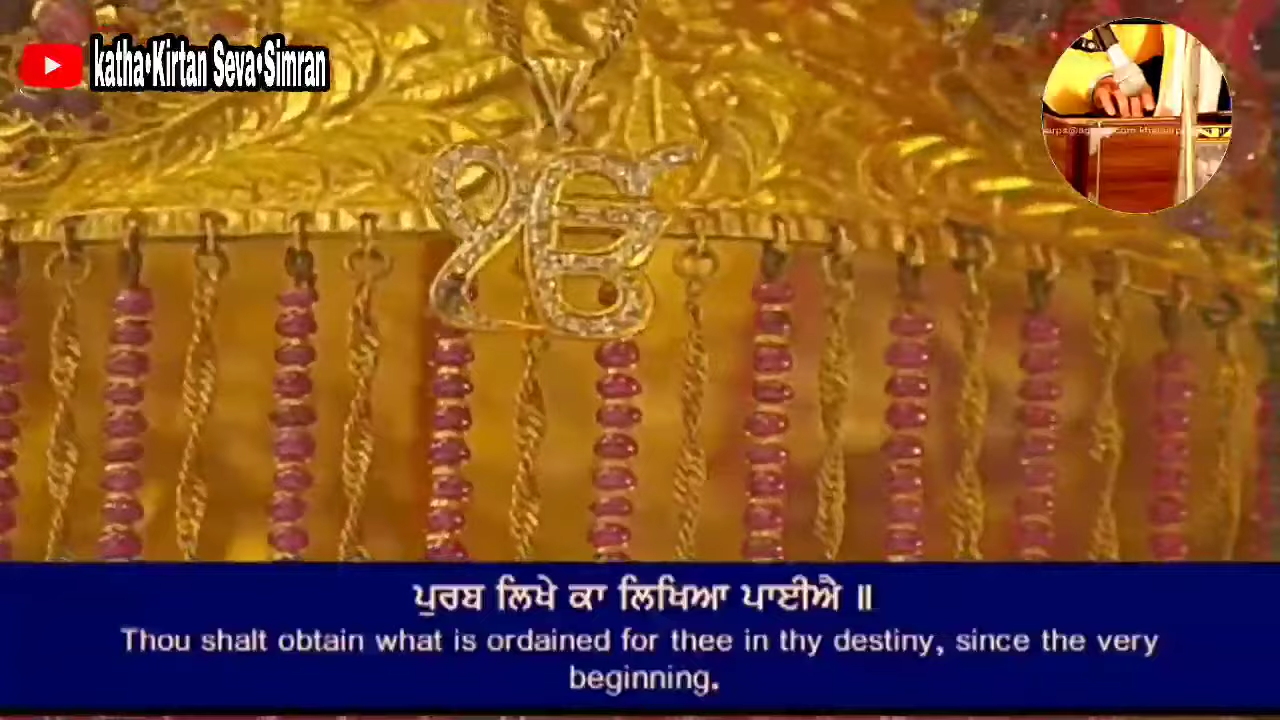 katha•Kirtan Seva•Simran
ੴ
ਪੁਰਬ ਲਿਖੇ ਕਾ ਲਿਖਿਆ ਪਾਈਐ ॥
Thou shalt obtain what is ordained for thee in thy destiny, since the very
beginning.